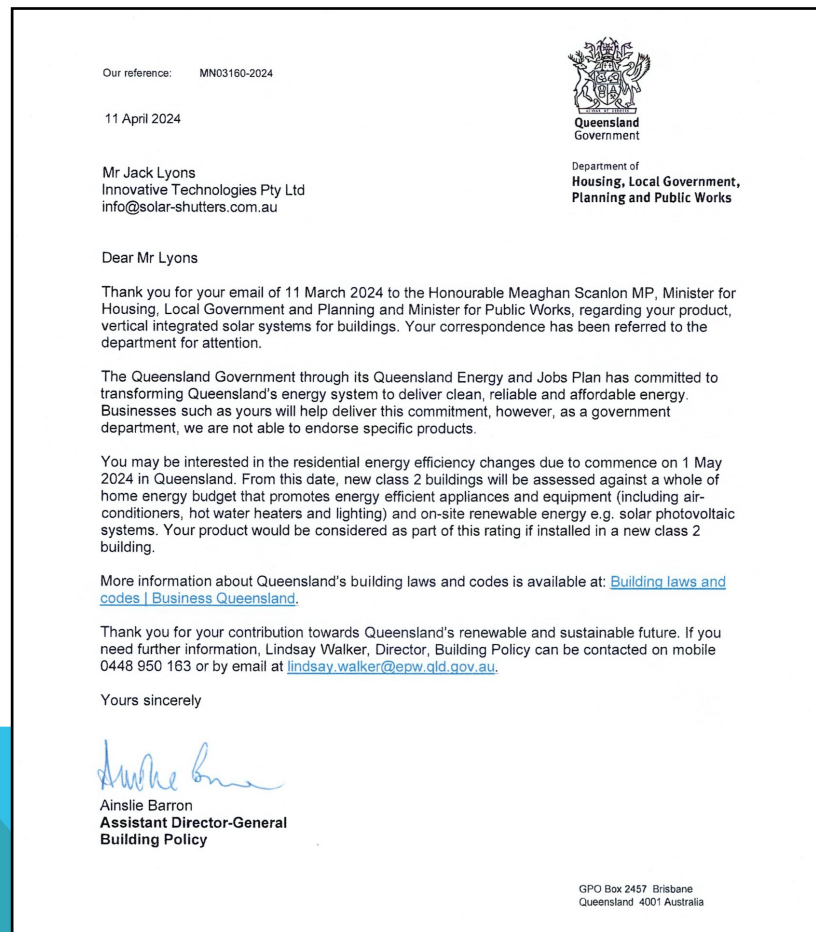 Our reference: MN03160-2024
11 April 2024
Queensland
Government
Department of
Housing, Local Government,
Planning and Public Works
Mr Jack Lyons
Innovative Technologies Pty Ltd
info@solar-shutters.com.au
Dear Mr Lyons
Thank you for your email of 11 March 2024 to the Honourable Meaghan Scanlon MP, Minister for
Housing, Local Government and Planning and Minister for Public Works, regarding your product,
vertical integrated solar systems for buildings. Your correspondence has been referred to the
department for attention.
The Queensland Government through its Queensland Energy and Jobs Plan has committed to
transforming Queensland's energy system to deliver clean, reliable and affordable energy.
Businesses such as yours will help deliver this commitment, however, as a government
department, we are not able to endorse specific products.
You may be interested in the residential energy efficiency changes due to commence on 1 May
2024 in Queensland. From this date, new class 2 buildings will be assessed against a whole of
home energy budget that promotes energy efficient appliances and equipment (including air-
conditioners, hot water heaters and lighting) and on-site renewable energy e.g. solar photovoltaic
systems. Your product would be considered as part of this rating if installed in a new class 2
building.
More information about Queensland's building laws and codes is available at: Building laws and
codes | Business Queensland.
Thank you for your contribution towards Queensland's renewable and sustainable future. If you
need further information, Lindsay Walker, Director, Building Policy can be contacted on mobile
0448 950 163 or by email at lindsay.walker@epw.qld.gov.au.
Yours sincerely
Ainslie Barron
Assistant Director-General
Building Policy
GPO Box 2457 Brisbane
Queensland 4001 Australia